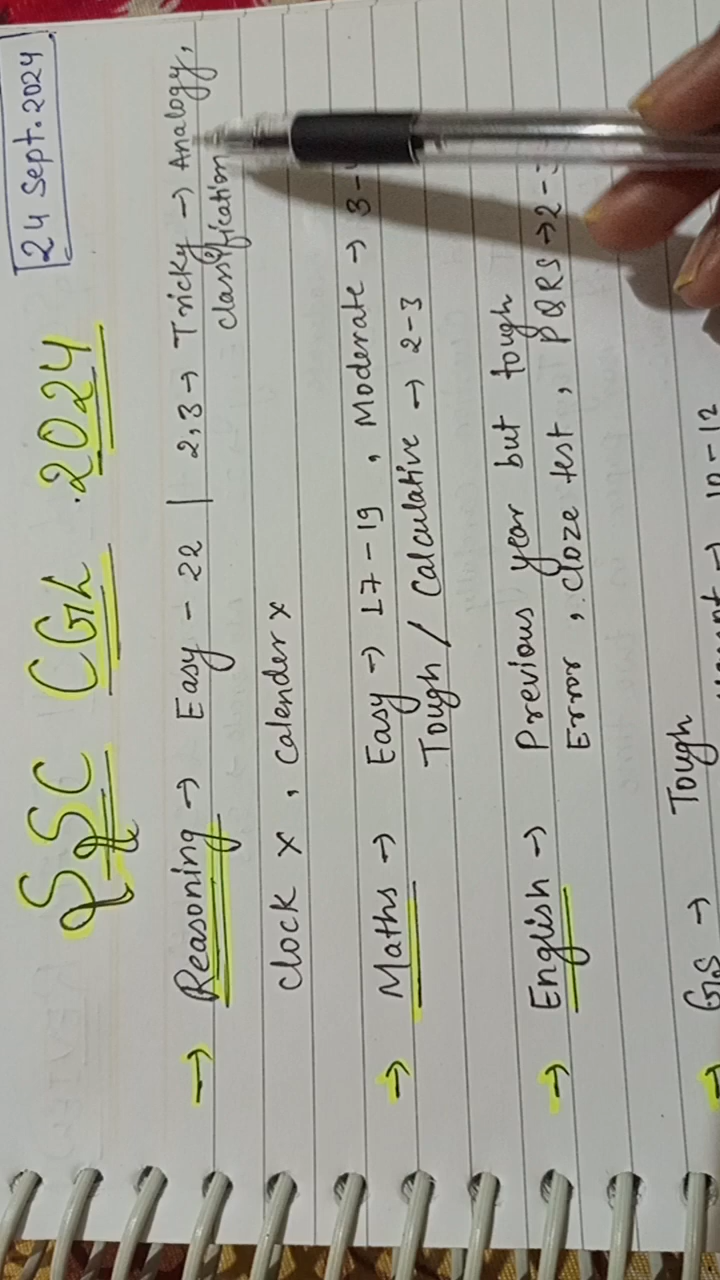 24 Sept. 2024
SSC CGL 2024
→ Reasoning → Easy - 22 | 2,3 → Tricky → Analogy,
classification
clock x , calender x
→ Maths → Easy → 17-19 , Moderate → 3-
Tough / Calculative → 2-3
→ English → Previous year but tough
Error , cloze test , PQRS → 2-
→ GS → Tough
→ 10-12